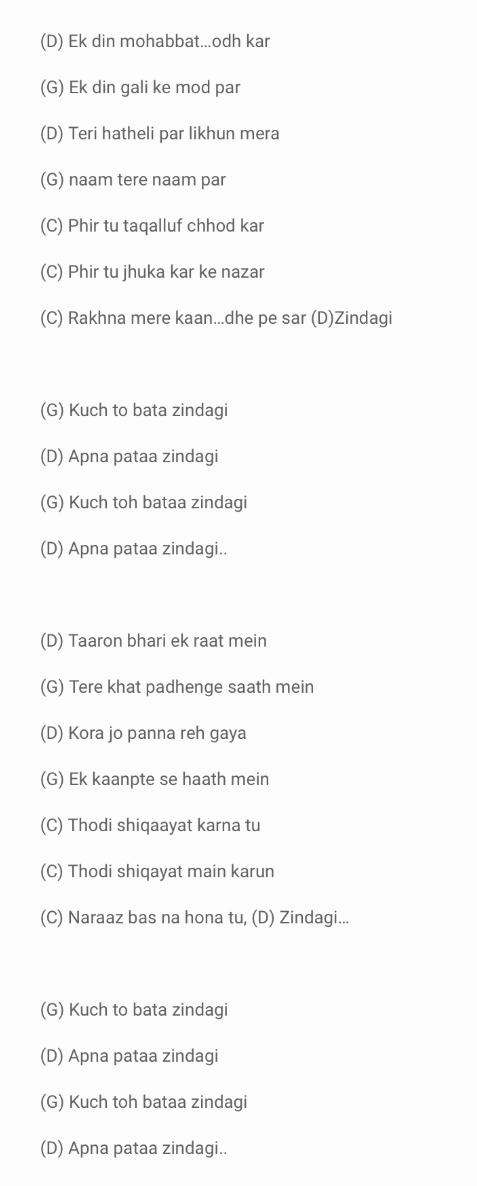 (D) Ek din mohabbat...odh kar
(G) Ek din gali ke mod par
(D) Teri hatheli par likhun mera
(G) naam tere naam par
(C) Phir tu taqalluf chhod kar
(C) Phir tu jhuka kar ke nazar
(C) Rakhna mere kaan...dhe pe sar (D)Zindagi
(G) Kuch to bata zindagi
(D) Apna pataa zindagi
(G) Kuch toh bataa zindagi
(D) Apna pataa zindagi..
(D) Taaron bhari ek raat mein
(G) Tere khat padhenge saath mein
(D) Kora jo panna reh gaya
(G) Ek kaanpte se haath mein
(C) Thodi shiqaayat karna tu
(C) Thodi shiqayat main karun
(C) Naraaz bas na hona tu, (D) Zindagi...
(G) Kuch to bata zindagi
(D) Apna pataa zindagi
(G) Kuch toh bataa zindagi
(D) Apna pataa zindagi..